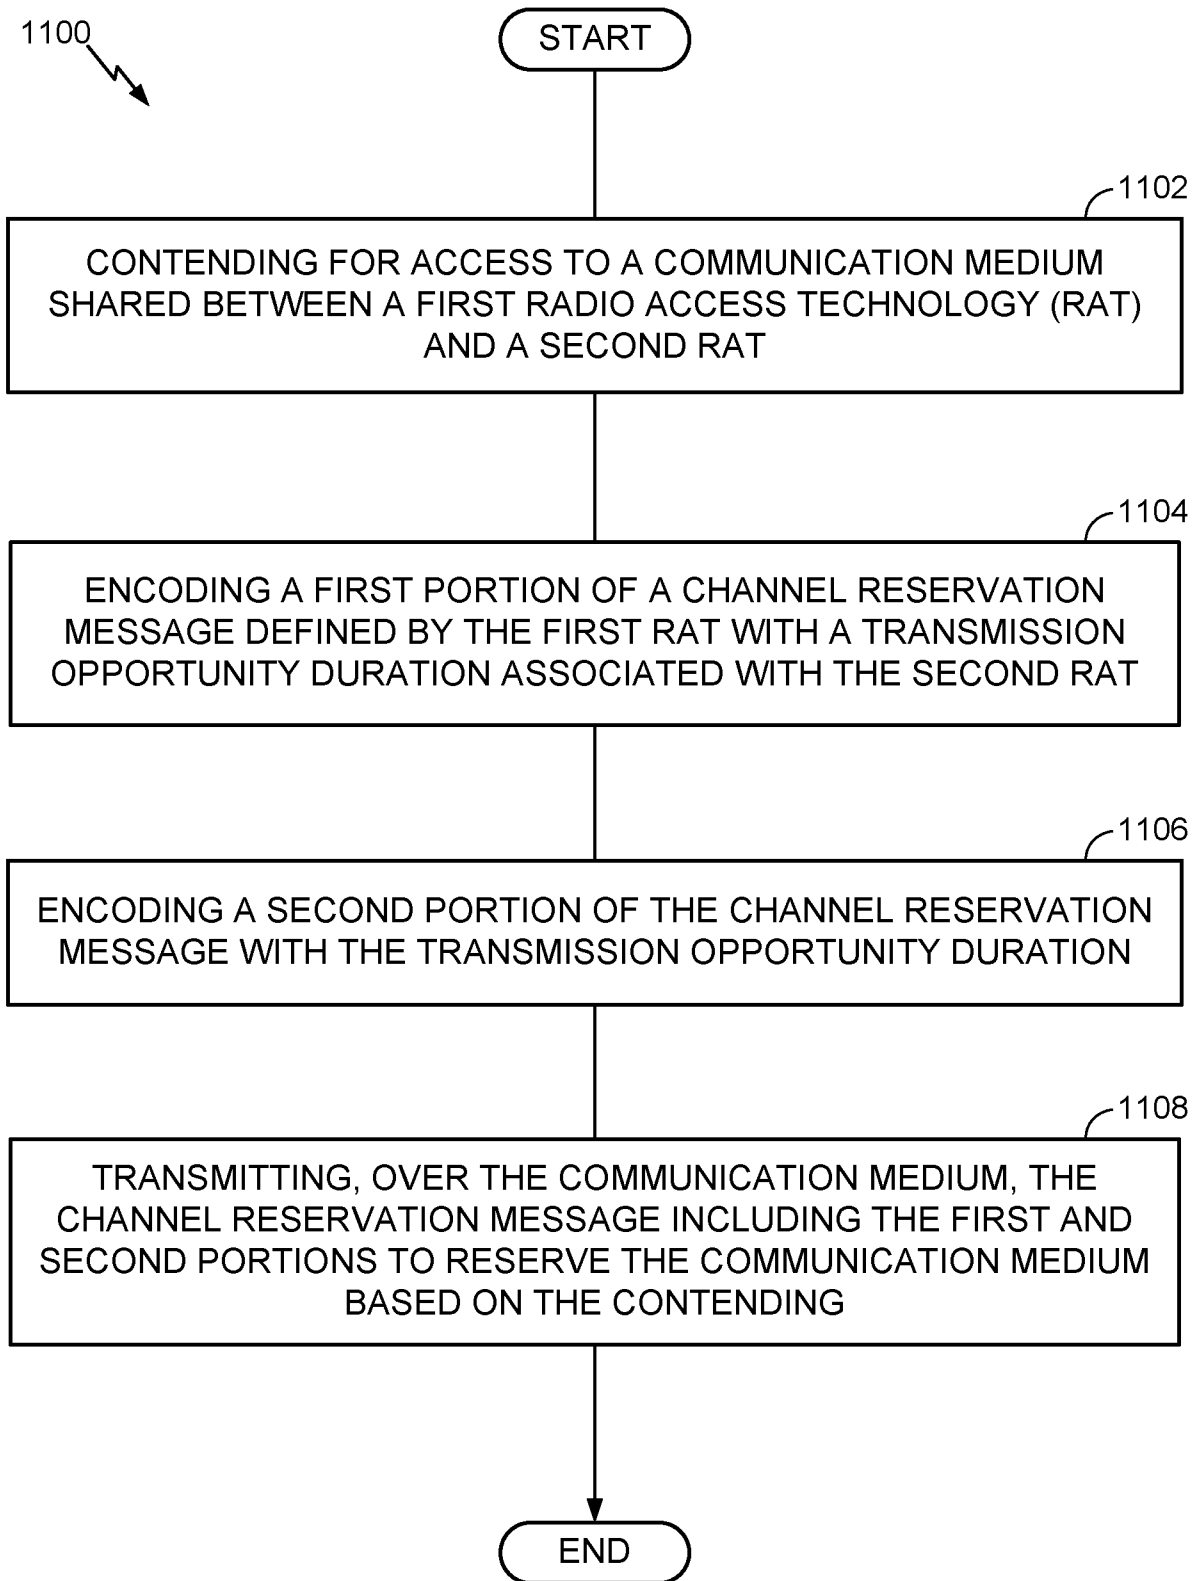 1100
START
1102
CONTENDING FOR ACCESS TO A COMMUNICATION MEDIUM
SHARED BETWEEN A FIRST RADIO ACCESS TECHNOLOGY (RAT)
AND A SECOND RAT
1104
ENCODING A FIRST PORTION OF A CHANNEL RESERVATION
MESSAGE DEFINED BY THE FIRST RAT WITH A TRANSMISSION
OPPORTUNITY DURATION ASSOCIATED WITH THE SECOND RAT
1106
ENCODING A SECOND PORTION OF THE CHANNEL RESERVATION
MESSAGE WITH THE TRANSMISSION OPPORTUNITY DURATION
1108
TRANSMITTING, OVER THE COMMUNICATION MEDIUM, THE
CHANNEL RESERVATION MESSAGE INCLUDING THE FIRST AND
SECOND PORTIONS TO RESERVE THE COMMUNICATION MEDIUM
BASED ON THE CONTENDING
END